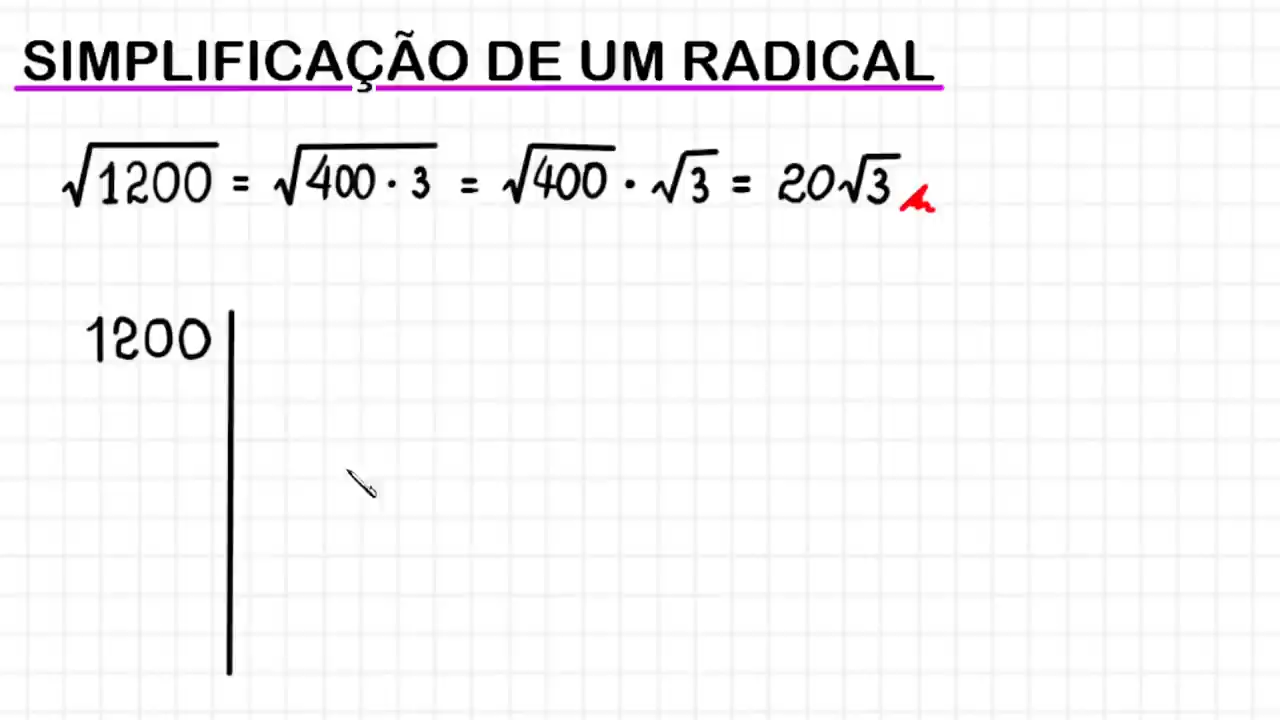 SIMPLIFICAÇÃO DE UM RADICAL
√1200 = √400 · 3 = √400 · √3 = 20√3
1200